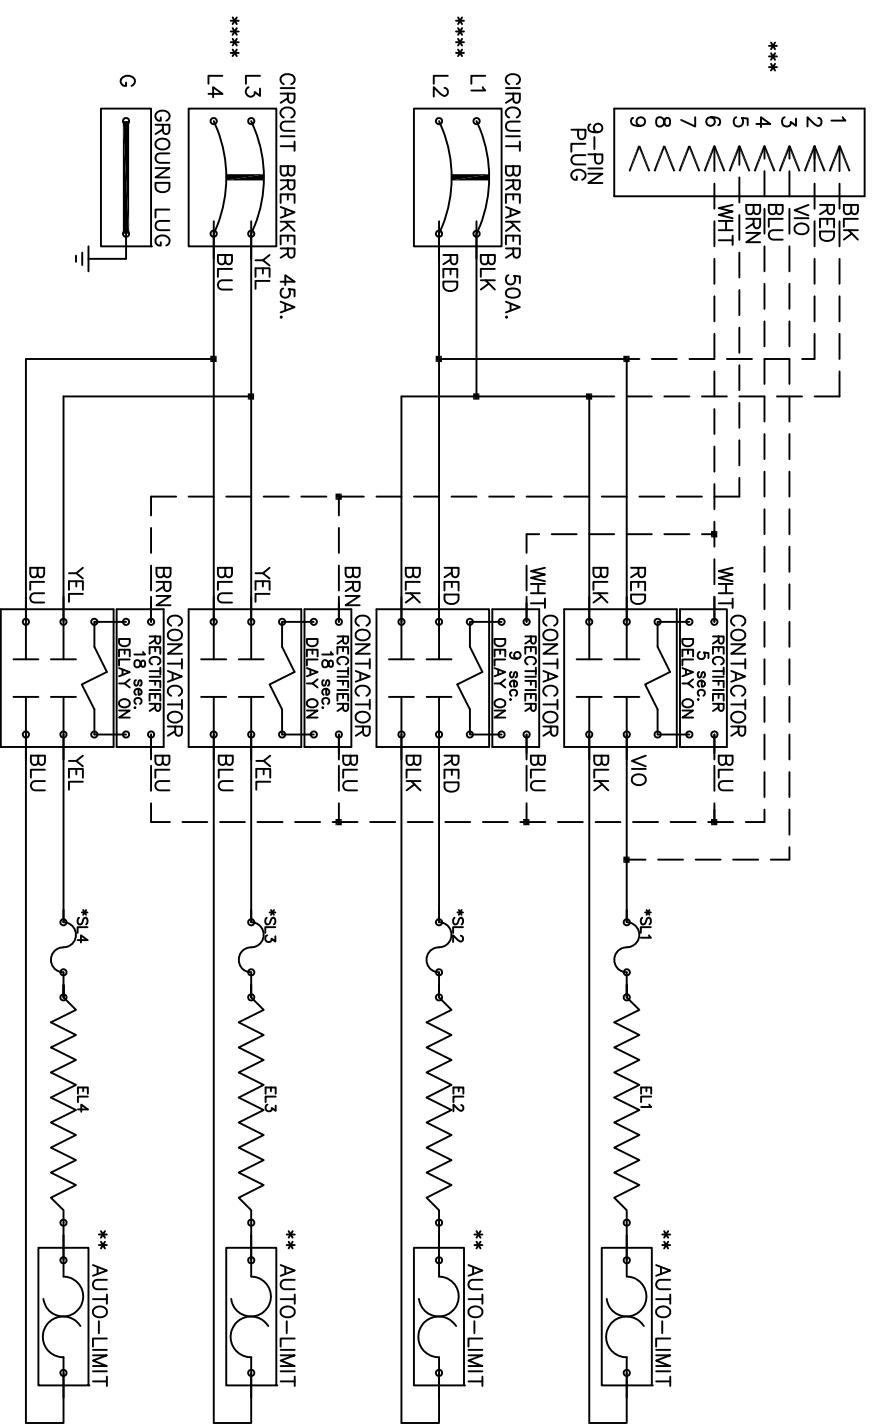 ***
1
2
3
4
5
6
7
8
9
9-PIN
PLUG
BLK
RED
VIO
BLU
BRN
WHT
****
L1
L2
CIRCUIT BREAKER 50A.
BLK
RED
****
L3
L4
CIRCUIT BREAKER 45A.
YEL
BLU
G
GROUND LUG
WHT
RED
BLK
CONTACTOR
RECTIFIER
5 sec.
DELAY ON
BLU
VIO
BLK
*SL1
EL1
** AUTO-LIMIT
WHT
RED
BLK
CONTACTOR
RECTIFIER
9 sec.
DELAY ON
BLU
RED
BLK
*SL2
EL2
** AUTO-LIMIT
BRN
YEL
BLU
CONTACTOR
RECTIFIER
18 sec.
DELAY ON
BLU
YEL
BLU
*SL3
EL3
** AUTO-LIMIT
BRN
YEL
BLU
CONTACTOR
RECTIFIER
18 sec.
DELAY ON
BLU
YEL
BLU
*SL4
EL4
** AUTO-LIMIT